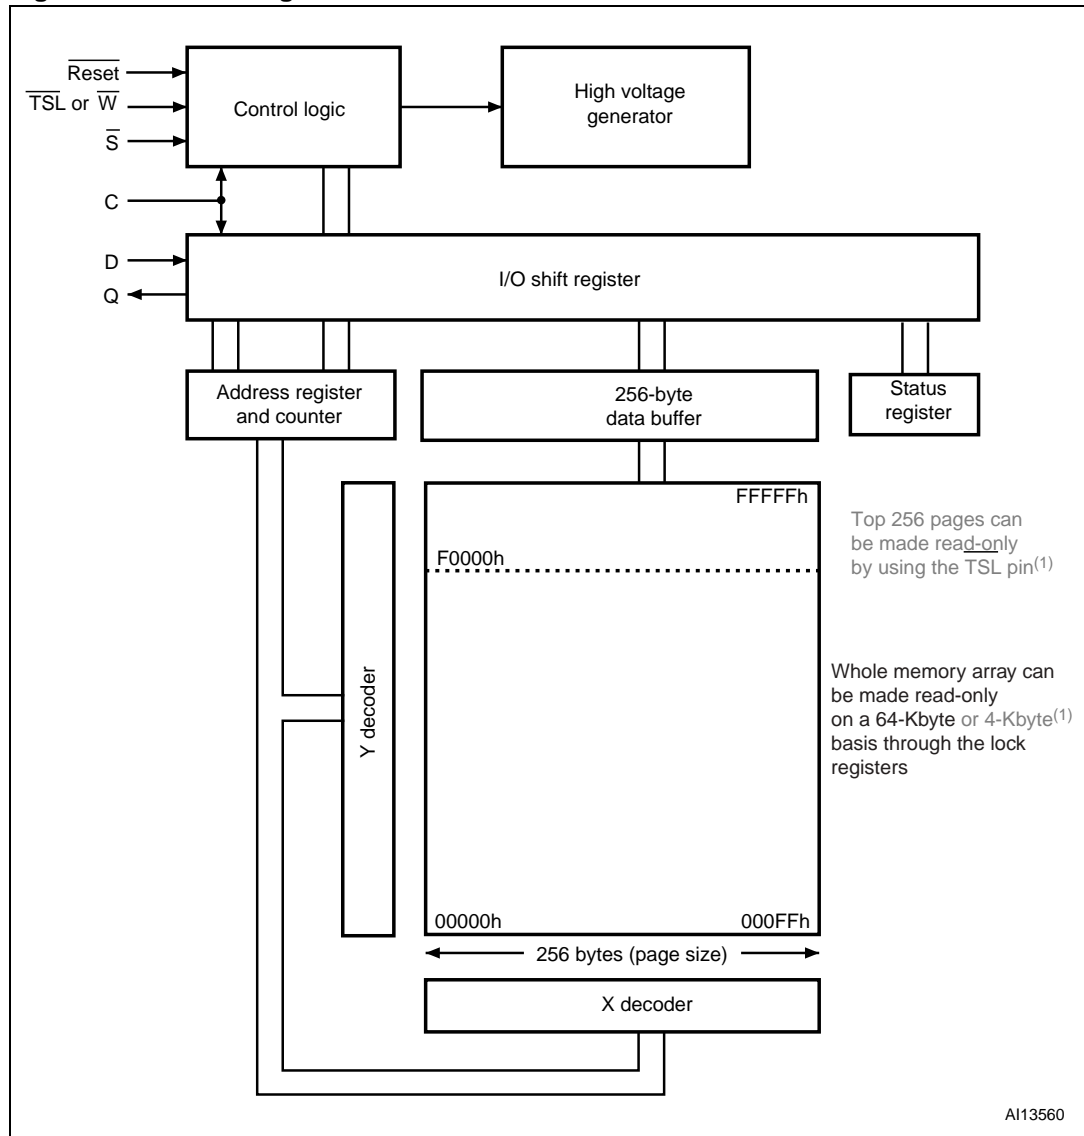 Reset
TSL or W
S
C
D
Q
Control logic
High voltage
generator
I/O shift register
Address register
and counter
256-byte
data buffer
Status
register
FFFFFh
F0000h
Top 256 pages can
be made read-only
by using the TSL pin(1)
Y decoder
Whole memory array can
be made read-only
on a 64-Kbyte or 4-Kbyte(1)
basis through the lock
registers
00000h
000FFh
256 bytes (page size)
X decoder
AI13560